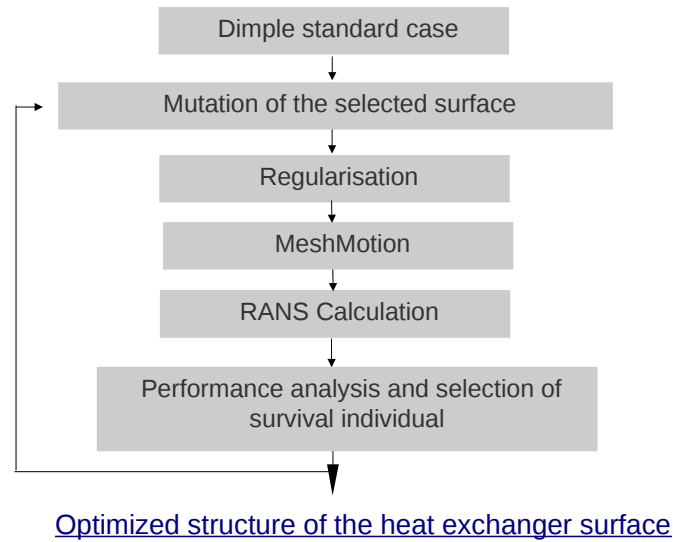 Dimple standard case
Mutation of the selected surface
Regularisation
MeshMotion
RANS Calculation
Performance analysis and selection of
survival individual
Optimized structure of the heat exchanger surface